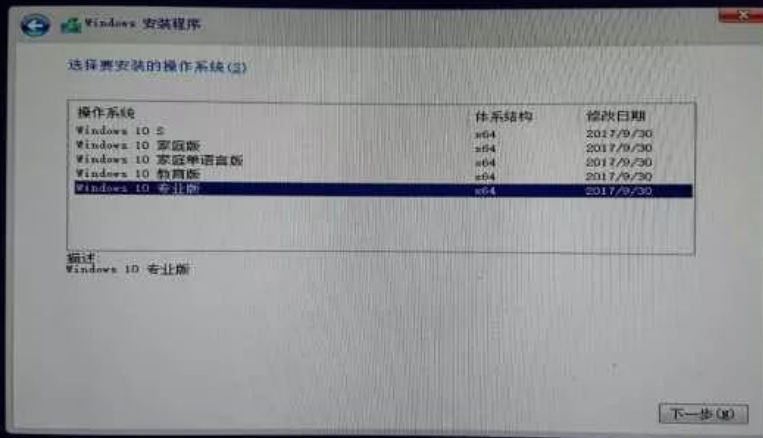 Windows 安装程序
选择要安装的操作系统(S)
操作系统 体系结构 修改日期
Windows 10 S x64 2017/9/30
Windows 10 家庭版 x64 2017/9/30
Windows 10 家庭单语言版 x64 2017/9/30
Windows 10 教育版 x64 2017/9/30
Windows 10 专业版 x64 2017/9/30
描述:
Windows 10 专业版
下一步(N)